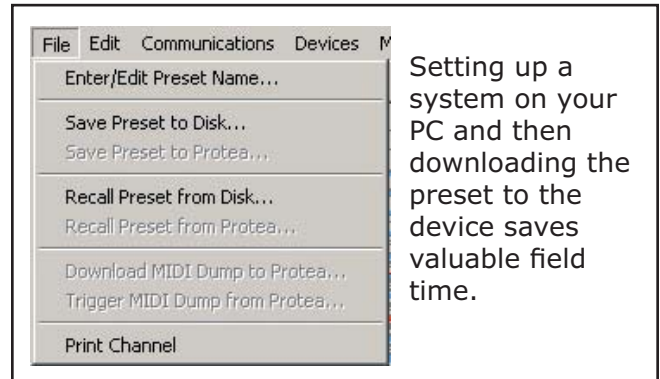 File Edit Communications Devices
Enter/Edit Preset Name...
Save Preset to Disk...
Save Preset to Protea...
Recall Preset from Disk...
Recall Preset from Protea...
Download MIDI Dump to Protea...
Trigger MIDI Dump from Protea...
Print Channel
Setting up a
system on your
PC and then
downloading the
preset to the
device saves
valuable field
time.